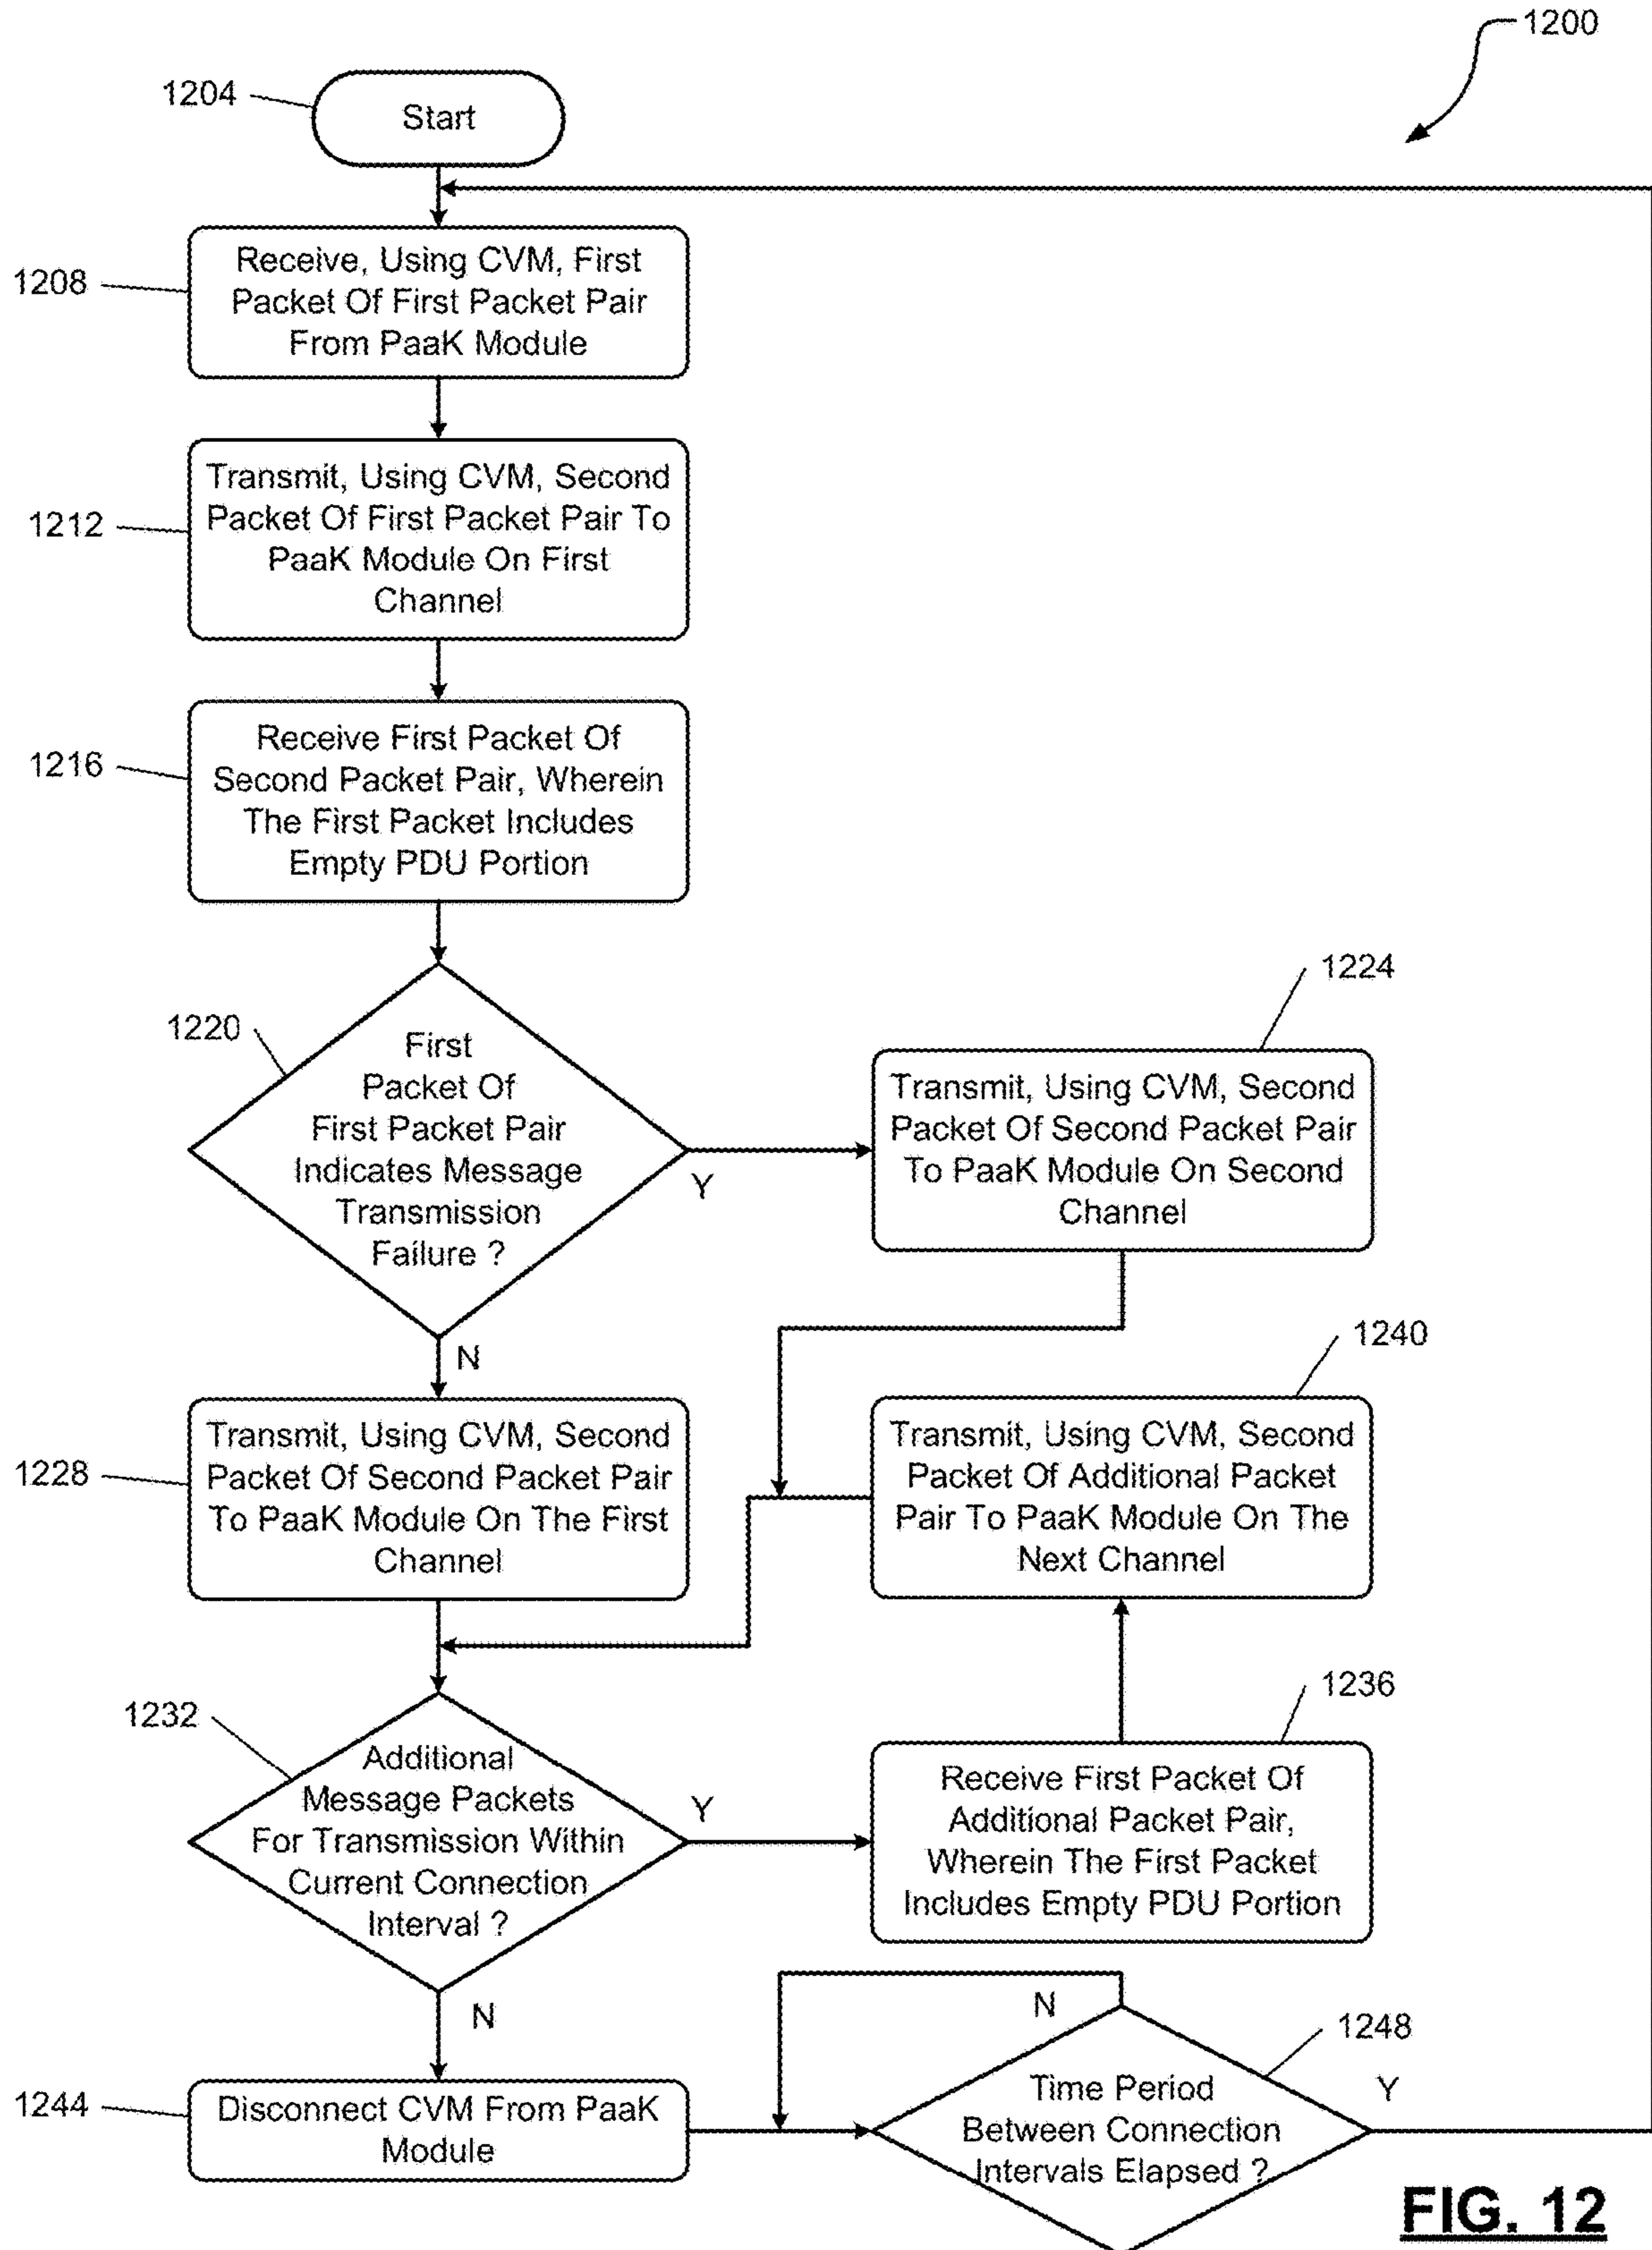 1200
1204
Start
1208
Receive, Using CVM, First
Packet Of First Packet Pair
From PaaK Module
1212
Transmit, Using CVM, Second
Packet Of First Packet Pair To
PaaK Module On First
Channel
1216
Receive First Packet Of
Second Packet Pair, Wherein
The First Packet Includes
Empty PDU Portion
1220
First
Packet Of
First Packet Pair
Indicates Message
Transmission
Failure ?
Y
N
1224
Transmit, Using CVM, Second
Packet Of Second Packet Pair
To PaaK Module On Second
Channel
1228
Transmit, Using CVM, Second
Packet Of Second Packet Pair
To PaaK Module On The First
Channel
1240
Transmit, Using CVM, Second
Packet Of Additional Packet
Pair To PaaK Module On The
Next Channel
1232
Additional
Message Packets
For Transmission Within
Current Connection
Interval ?
Y
N
1236
Receive First Packet Of
Additional Packet Pair,
Wherein The First Packet
Includes Empty PDU Portion
1244
Disconnect CVM From PaaK
Module
1248
Time Period
Between Connection
Intervals Elapsed ?
N
Y
FIG. 12